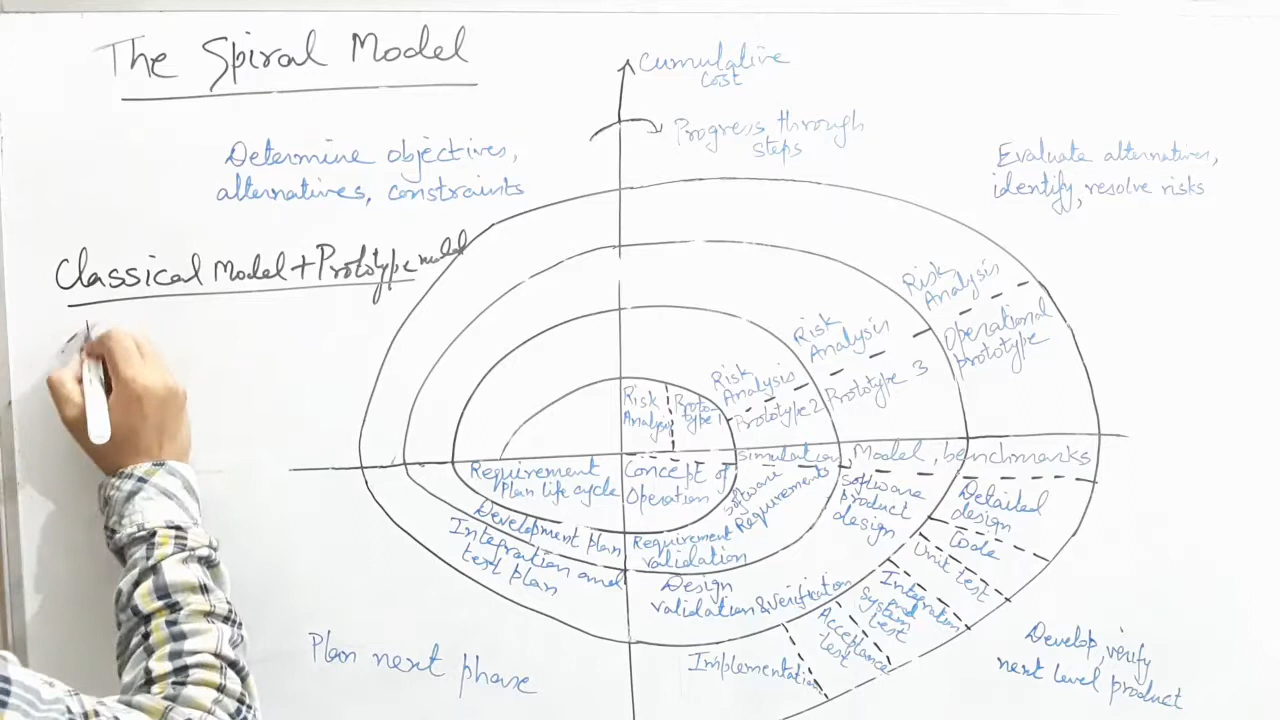 The Spiral Model
Cumulative
Cost
Progress through
steps
Determine objectives,
alternatives, constraints
Evaluate alternatives,
identify, resolve risks
Classical Model + Prototype model
Risk
Analysis
Operational
prototype
Risk
Analysis
Prototype 3
Risk
Analysis
Prototype 2
Risk
Analysis
Proto-
type 1
Requirement
Plan life cycle
Concept of
Operation
simulation, Model, benchmarks
Software
Requirements
Software
product
design
Detailed
design
Code
Unit test
Integration
and
System
test
Acceptance
test
Implementation
Development plan
Requirement
validation
Integration and
test plan
Design
validation & verification
Plan next phase
Develop, verify
next level product